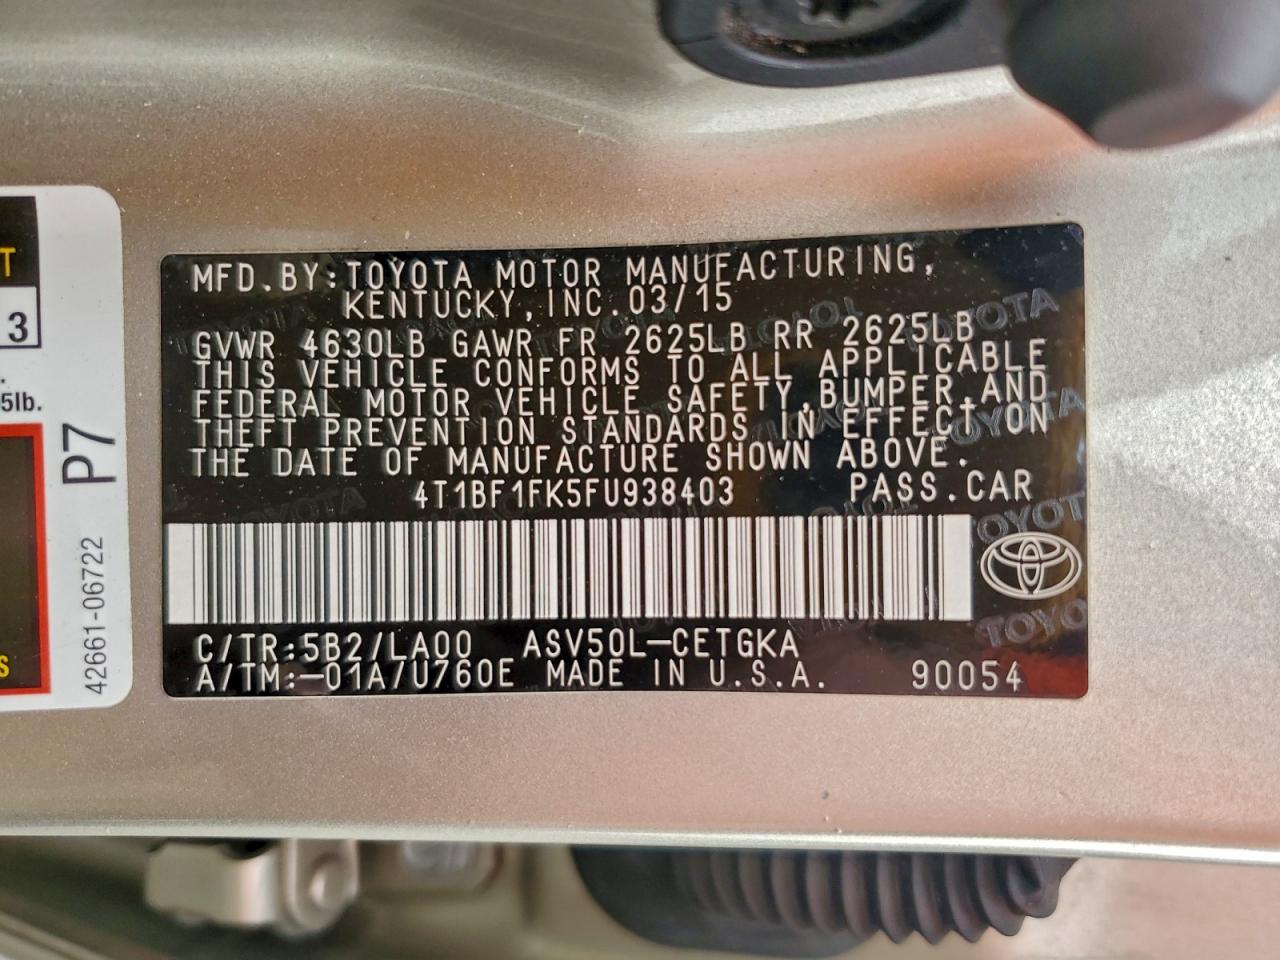 T
3
.
5lb.
P7
42661-06722
S
MFD.BY:TOYOTA MOTOR MANUFACTURING,
KENTUCKY,INC.03/15
GVWR 4630LB GAWR FR 2625LB RR 2625LB
THIS VEHICLE CONFORMS TO ALL APPLICABLE
FEDERAL MOTOR VEHICLE SAFETY,BUMPER,AND
THEFT PREVENTION STANDARDS IN EFFECT ON
THE DATE OF MANUFACTURE SHOWN ABOVE.
4T1BF1FK5FU938403 PASS.CAR
C/TR:5B2/LA00 ASV50L-CETGKA
A/TM:-01A/U760E MADE IN U.S.A. 90054